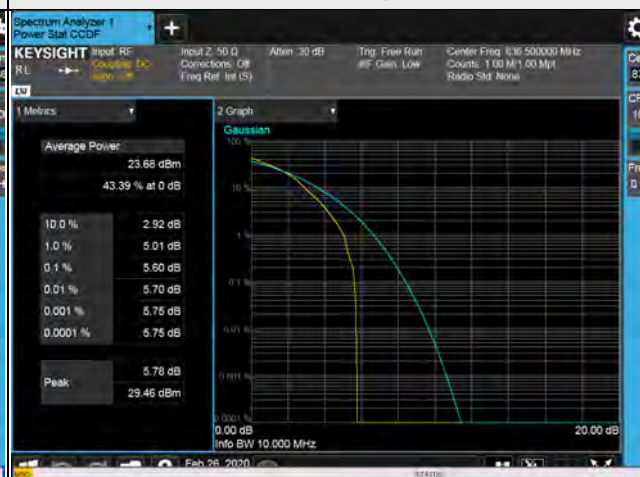 Spectrum Analyzer 1
Power Stat CCDF
+
KEYSIGHT Input: RF
RL
Coupling: DC
Align: Off
Input Z: 50 Ω
Corrections: Off
Freq Ref: Int (S)
Atten: 30 dB
Trig: Free Run
#IF Gain: Low
Center Freq: 836.500000 MHz
Counts: 1.00 M/1.00 Mpt
Radio Std: None
1 Metrics
Average Power
23.68 dBm
43.39 % at 0 dB
10.0 % 2.92 dB
1.0 % 5.01 dB
0.1 % 5.60 dB
0.01 % 5.70 dB
0.001 % 5.75 dB
0.0001 % 5.75 dB
Peak 5.78 dB
29.46 dBm
2 Graph
Gaussian
100 %
10 %
1 %
0.1 %
0.01 %
0.001 %
0.0001 %
0.00 dB
20.00 dB
Info BW 10.000 MHz
Feb 26, 2020
STATUS